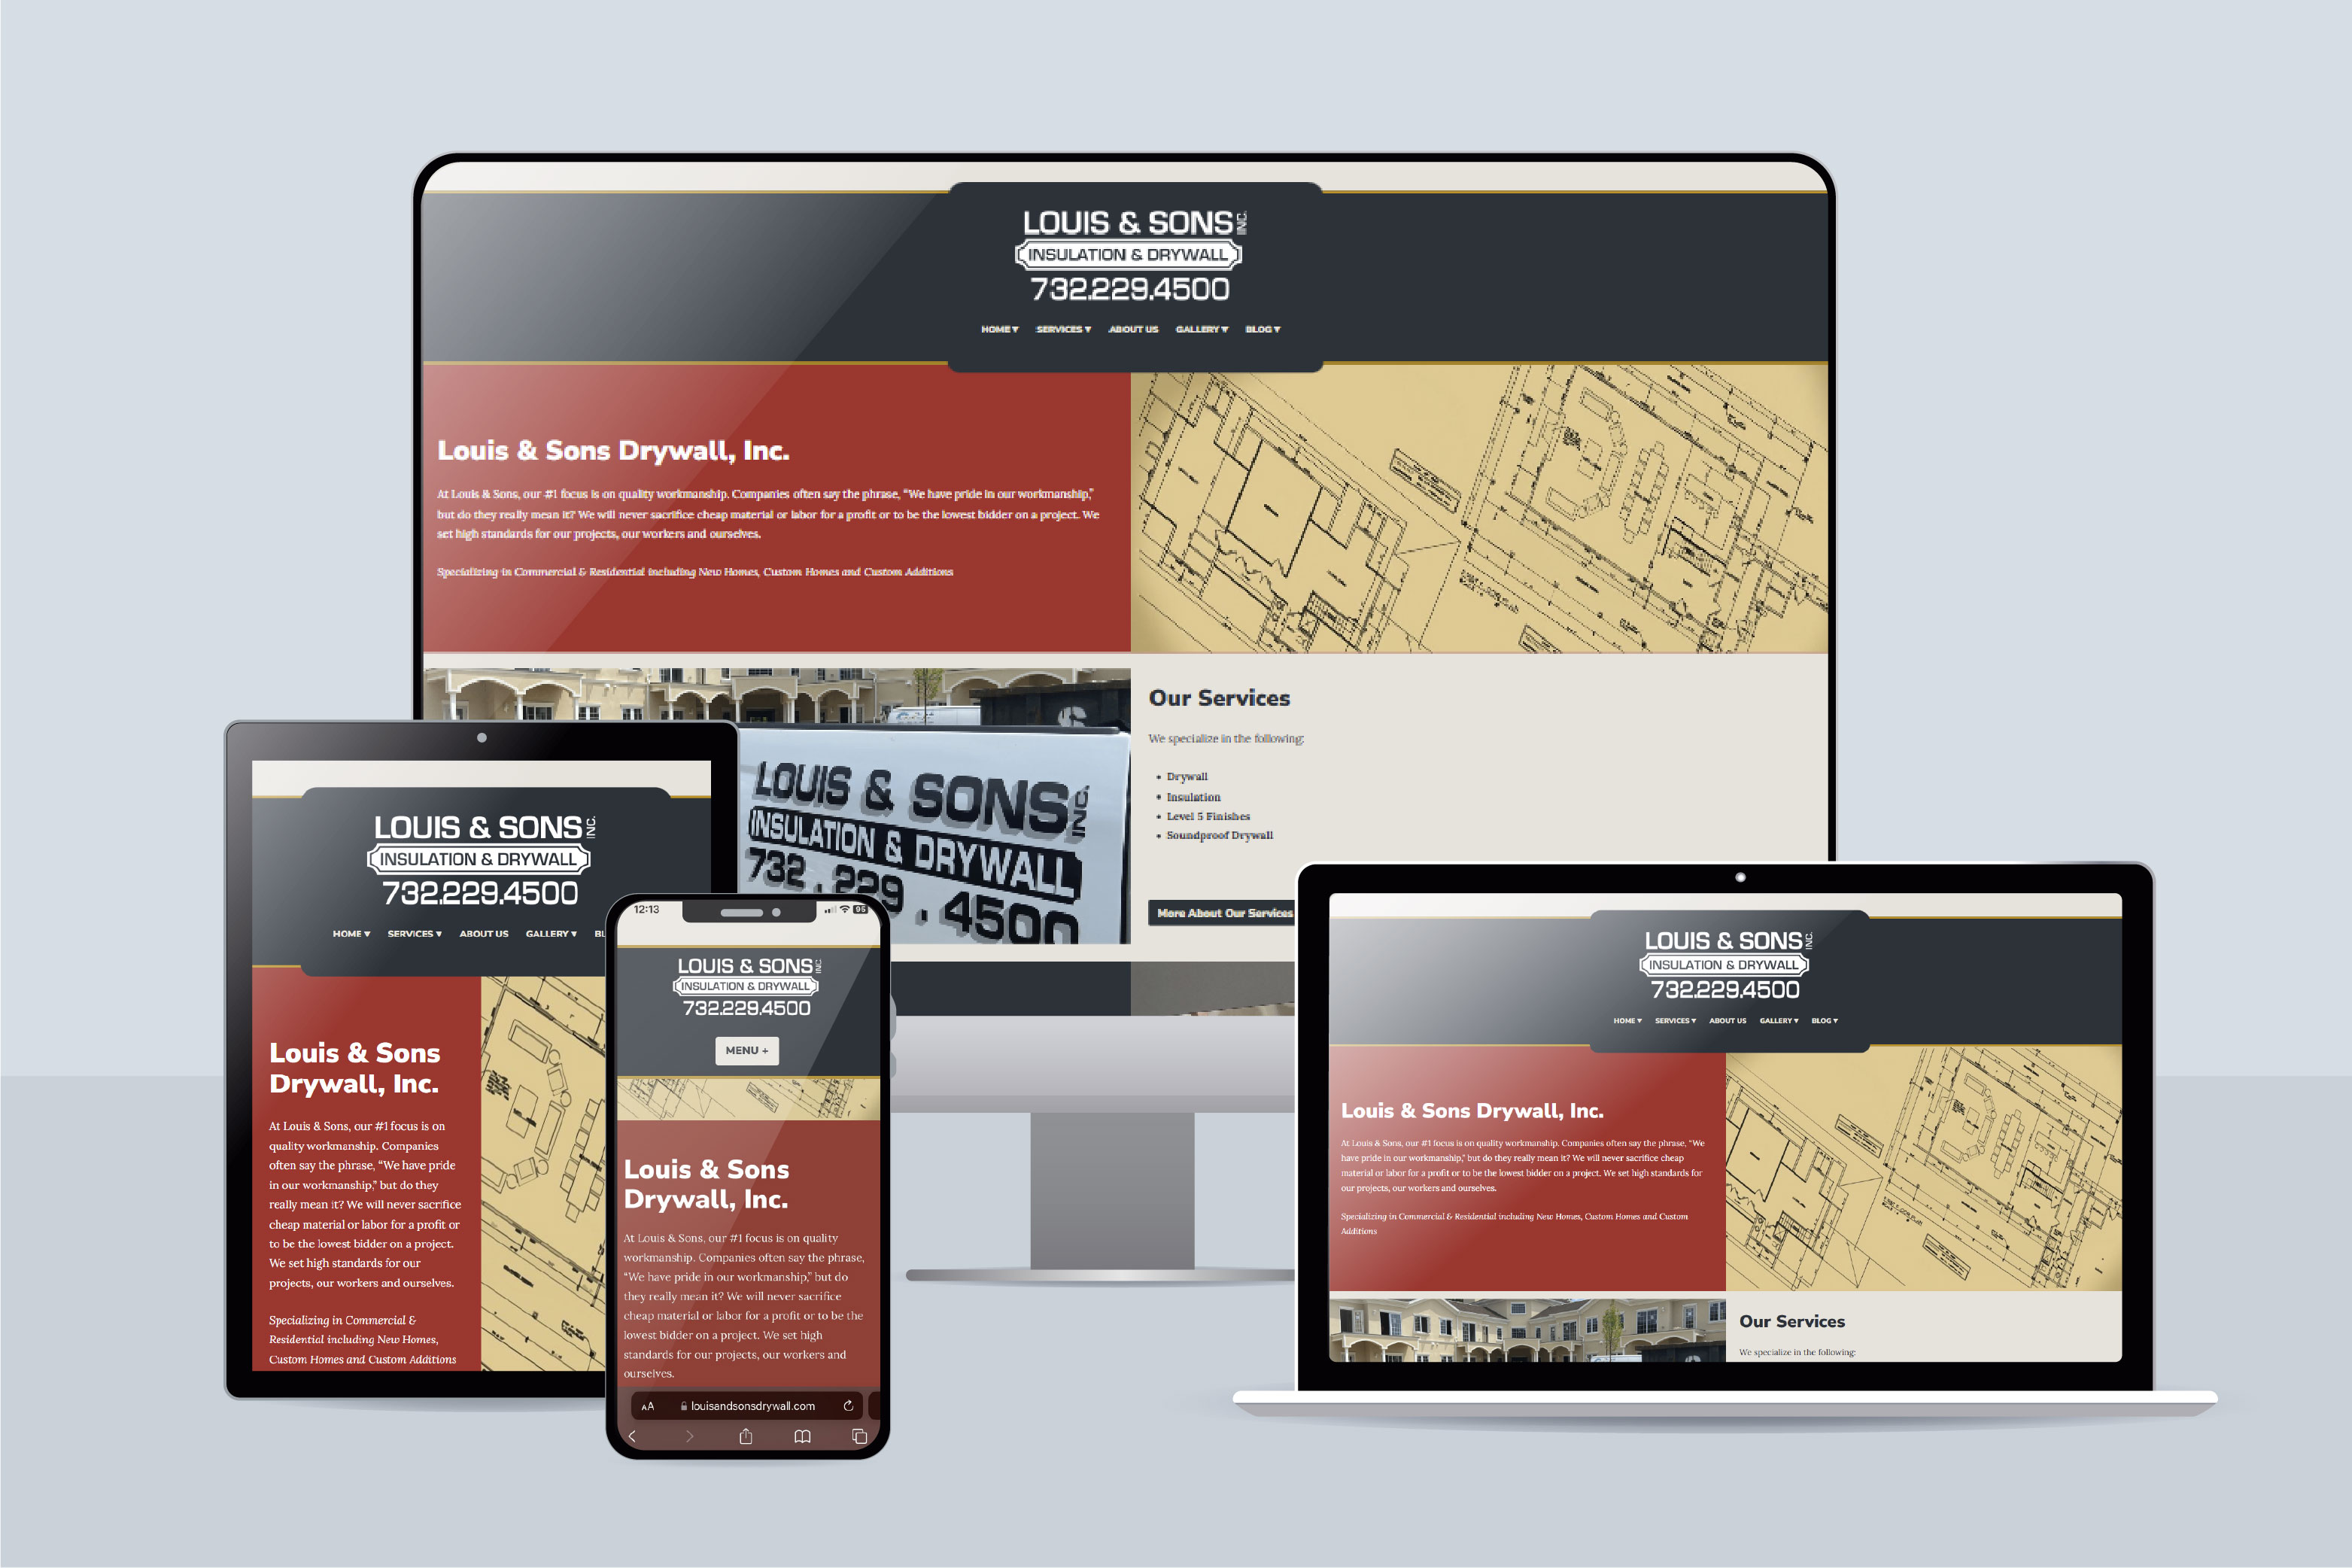 LOUIS & SONS INC.
INSULATION & DRYWALL
732.229.4500
HOME ▾ SERVICES ▾ ABOUT US GALLERY ▾ BLOG ▾
Louis & Sons Drywall, Inc.
At Louis & Sons, our #1 focus is on quality workmanship. Companies often say the phrase, “We have pride in our workmanship,”
but do they really mean it? We will never sacrifice cheap material or labor for a profit or to be the lowest bidder on a project. We
set high standards for our projects, our workers and ourselves.
Specializing in Commercial & Residential including New Homes, Custom Homes and Custom Additions
LOUIS & SONS INC.
INSULATION & DRYWALL
732.229.4500
Our Services
We specialize in the following:
• Drywall
• Insulation
• Level 5 Finishes
• Soundproof Drywall
More About Our Services
LOUIS & SONS INC.
INSULATION & DRYWALL
732.229.4500
HOME ▾ SERVICES ▾ ABOUT US GALLERY ▾ BL
Louis & Sons
Drywall, Inc.
At Louis & Sons, our #1 focus is on
quality workmanship. Companies
often say the phrase, “We have pride
in our workmanship,” but do they
really mean it? We will never sacrifice
cheap material or labor for a profit or
to be the lowest bidder on a project.
We set high standards for our
projects, our workers and ourselves.
Specializing in Commercial &
Residential including New Homes,
Custom Homes and Custom Additions
12:13 95
LOUIS & SONS INC.
INSULATION & DRYWALL
732.229.4500
MENU +
Louis & Sons
Drywall, Inc.
At Louis & Sons, our #1 focus is on quality
workmanship. Companies often say the phrase,
“We have pride in our workmanship,” but do
they really mean it? We will never sacrifice
cheap material or labor for a profit or to be the
lowest bidder on a project. We set high
standards for our projects, our workers and
ourselves.
AA louisandsonsdrywall.com
LOUIS & SONS INC.
INSULATION & DRYWALL
732.229.4500
HOME ▾ SERVICES ▾ ABOUT US GALLERY ▾ BLOG ▾
Louis & Sons Drywall, Inc.
At Louis & Sons, our #1 focus is on quality workmanship. Companies often say the phrase, “We
have pride in our workmanship,” but do they really mean it? We will never sacrifice cheap
material or labor for a profit or to be the lowest bidder on a project. We set high standards for
our projects, our workers and ourselves.
Specializing in Commercial & Residential including New Homes, Custom Homes and Custom
Additions
Our Services
We specialize in the following: